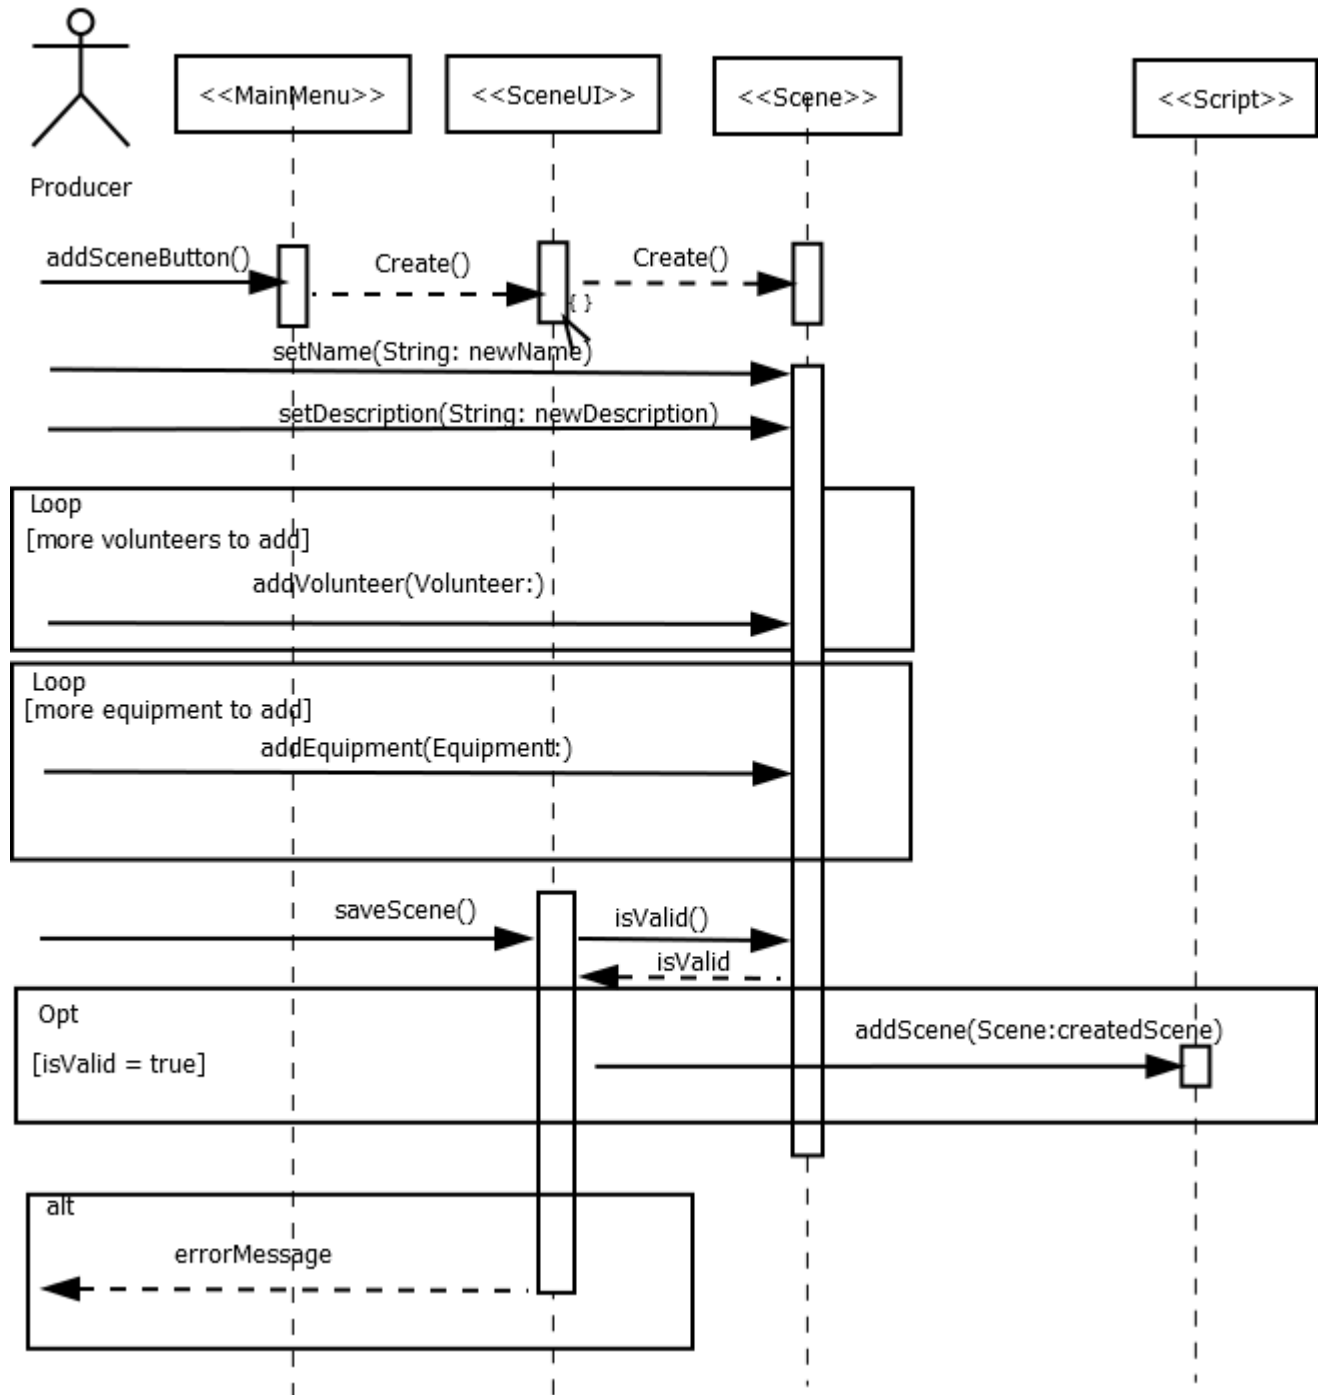 <<MainMenu>>
<<SceneUI>>
<<Scene>>
<<Script>>
Producer
addSceneButton()
Create()
Create()
{ }
setName(String: newName)
setDescription(String: newDescription)
Loop
[more volunteers to add]
addVolunteer(Volunteer:)
Loop
[more equipment to add]
addEquipment(Equipment:)
saveScene()
isValid()
isValid
Opt
addScene(Scene:createdScene)
[isValid = true]
alt
errorMessage